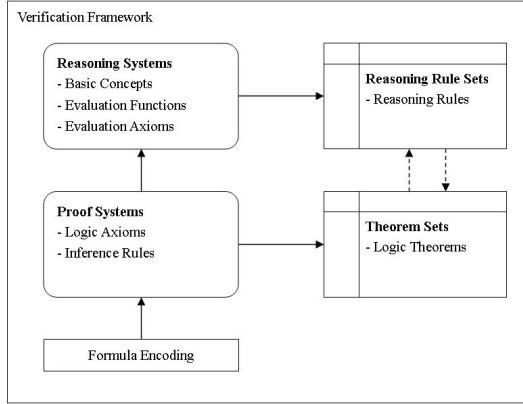 Verification Framework
Reasoning Systems
- Basic Concepts
- Evaluation Functions
- Evaluation Axioms
Reasoning Rule Sets
- Reasoning Rules
Proof Systems
- Logic Axioms
- Inference Rules
Theorem Sets
- Logic Theorems
Formula Encoding